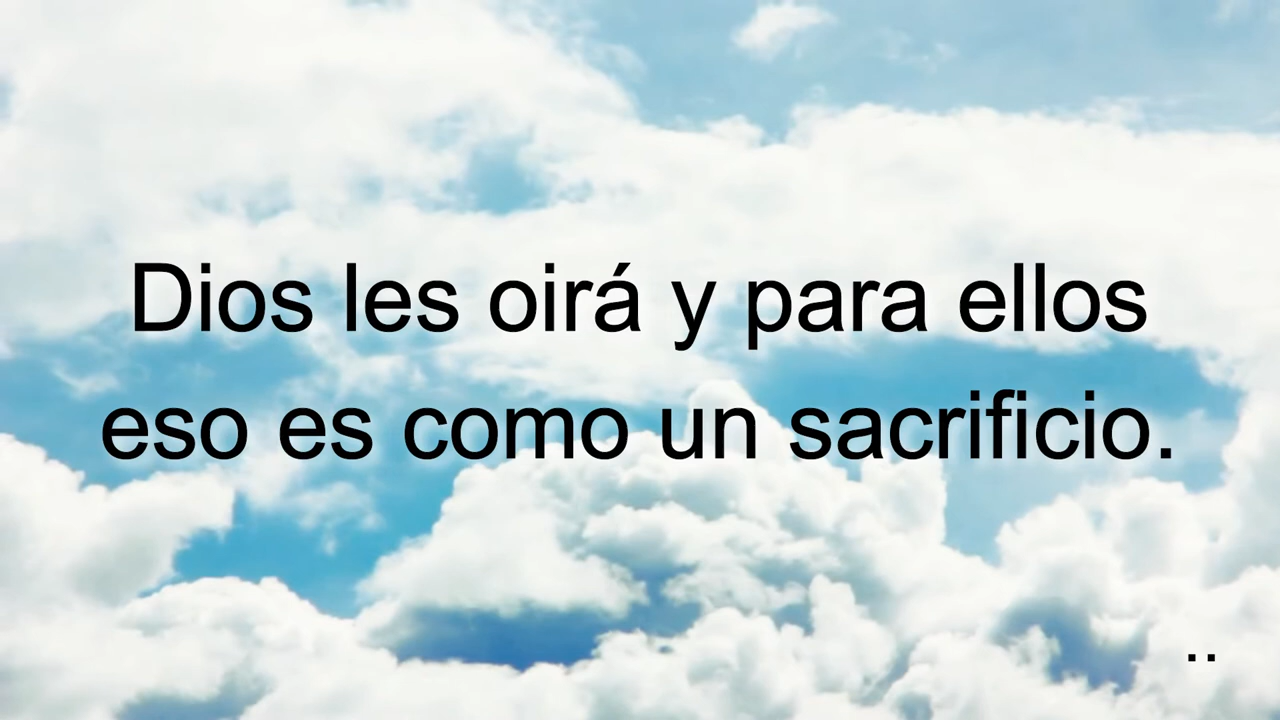 Dios les oirá y para ellos
eso es como un sacrificio.
..